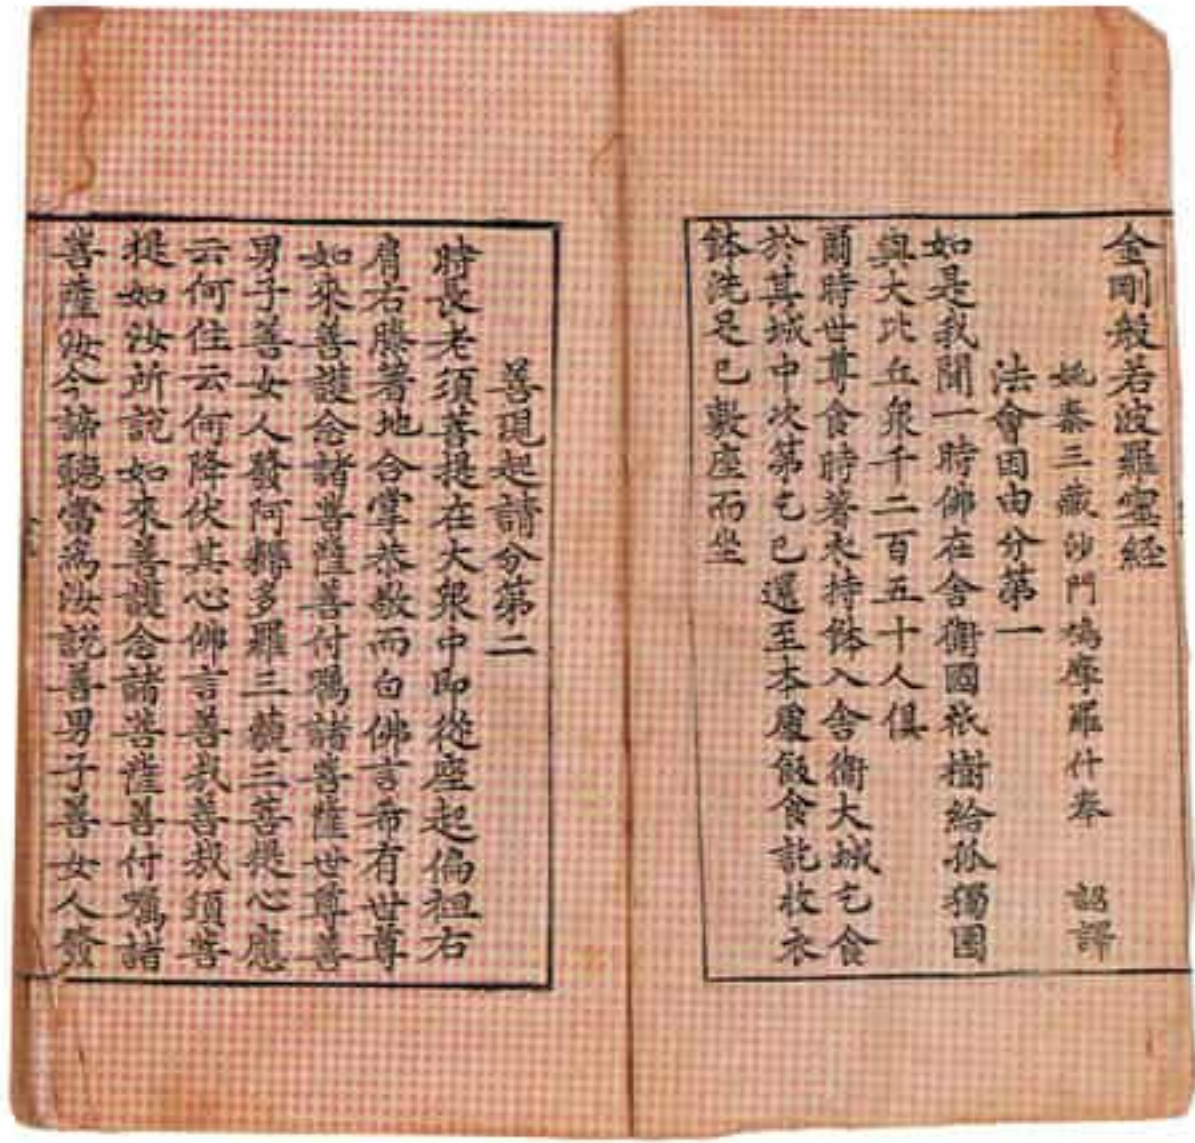 金剛般若波羅蜜經
姚秦三藏沙門鳩摩羅什奉　詔譯
法會因由分第一
如是我聞一時佛在舍衛國祇樹給孤獨園
與大比丘衆千二百五十人俱
爾時世尊食時著衣持鉢入舍衛大城乞食
於其城中次第乞已還至本處飯食訖收衣
鉢洗足已敷座而坐
善現起請分第二
時長老須菩提在大衆中即從座起偏袒右
肩右膝著地合掌恭敬而白佛言希有世尊
如來善護念諸菩薩善付囑諸菩薩世尊善
男子善女人發阿耨多羅三藐三菩提心應
云何住云何降伏其心佛言善哉善哉須菩
提如汝所說如來善護念諸菩薩善付囑諸
菩薩汝今諦聽當爲汝說善男子善女人發